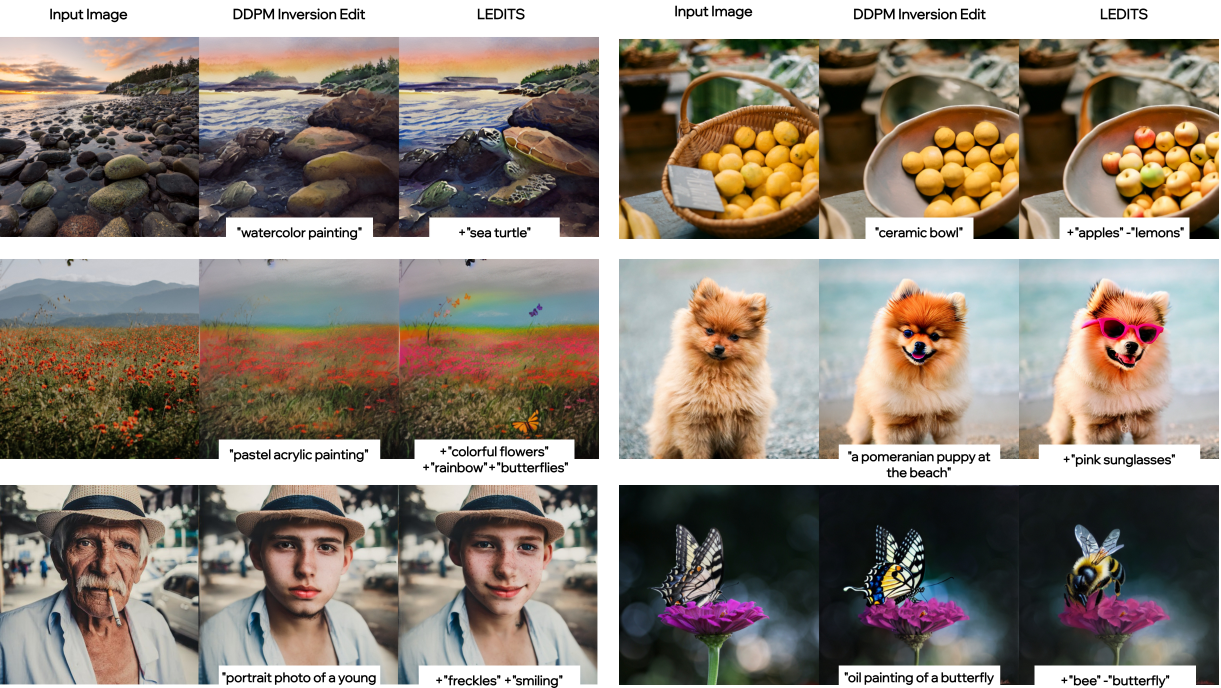 Input Image
DDPM Inversion Edit
LEDITS
"watercolor painting"
+"sea turtle"
"pastel acrylic painting"
+"colorful flowers"
+"rainbow"+"butterflies"
"portrait photo of a young
+"freckles" +"smiling"
Input Image
DDPM Inversion Edit
LEDITS
"ceramic bowl"
+"apples" -"lemons"
"a pomeranian puppy at
the beach"
+"pink sunglasses"
"oil painting of a butterfly
+"bee" -"butterfly"